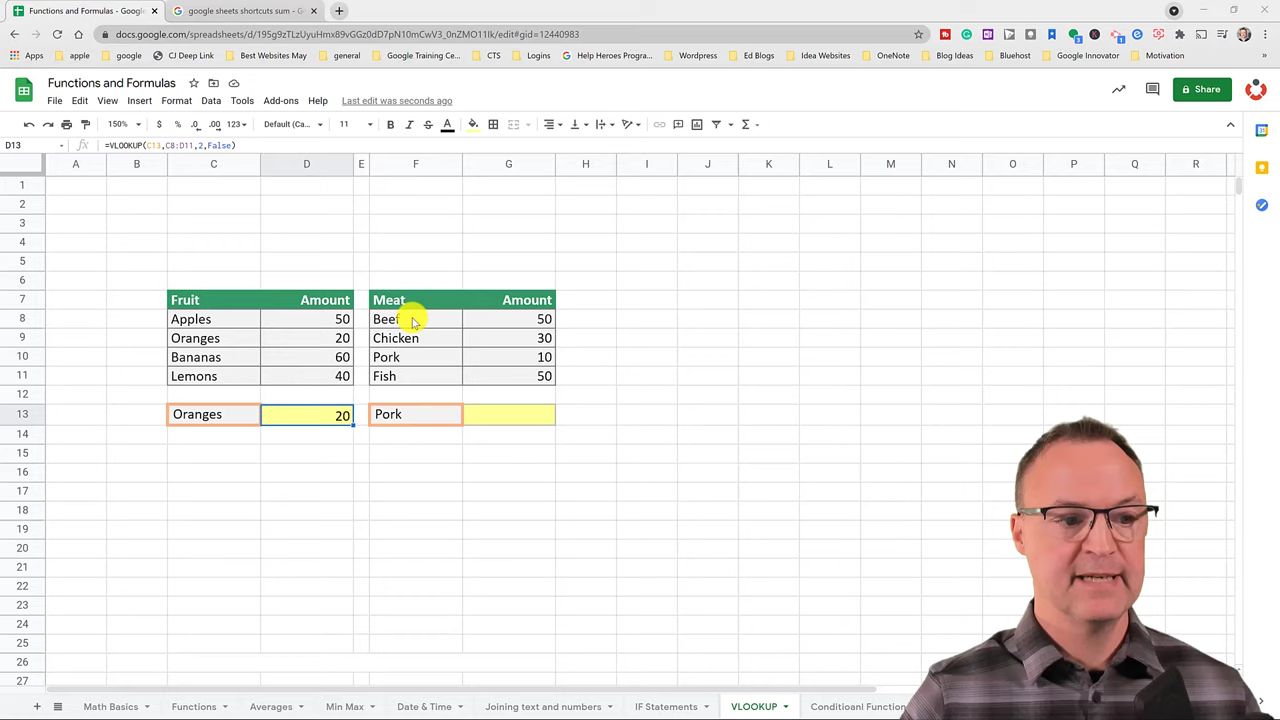 Functions and Formulas - Google
google sheets shortcuts sum - G
docs.google.com/spreadsheets/d/195g9zTLzUyuHmx89vGGz0dD7pN10mCwV3_0nZMO11Ik/edit#gid=12440983
Apps apple google CJ Deep Link Best Websites May general Google Training Ce... CTS Logins Help Heroes Progra... Wordpress Ed Blogs Idea Websites OneNote Blog Ideas Bluehost Google Innovator Motivation
Functions and Formulas
File Edit View Insert Format Data Tools Add-ons Help Last edit was seconds ago
Share
150% $ % .0 .00 123 Default (Ca... 11 B I S A Σ
D13 fx =VLOOKUP(C13,C8:D11,2,False)
A B C D E F G H I J K L M N O P Q R
1
2
3
4
5
6
7 Fruit Amount Meat Amount
8 Apples 50 Beef 50
9 Oranges 20 Chicken 30
10 Bananas 60 Pork 10
11 Lemons 40 Fish 50
12
13 Oranges 20 Pork
14
15
16
17
18
19
20
21
22
23
24
25
26
27
Math Basics Functions Averages Min Max Date & Time Joining text and numbers IF Statements VLOOKUP Conditioanl Function